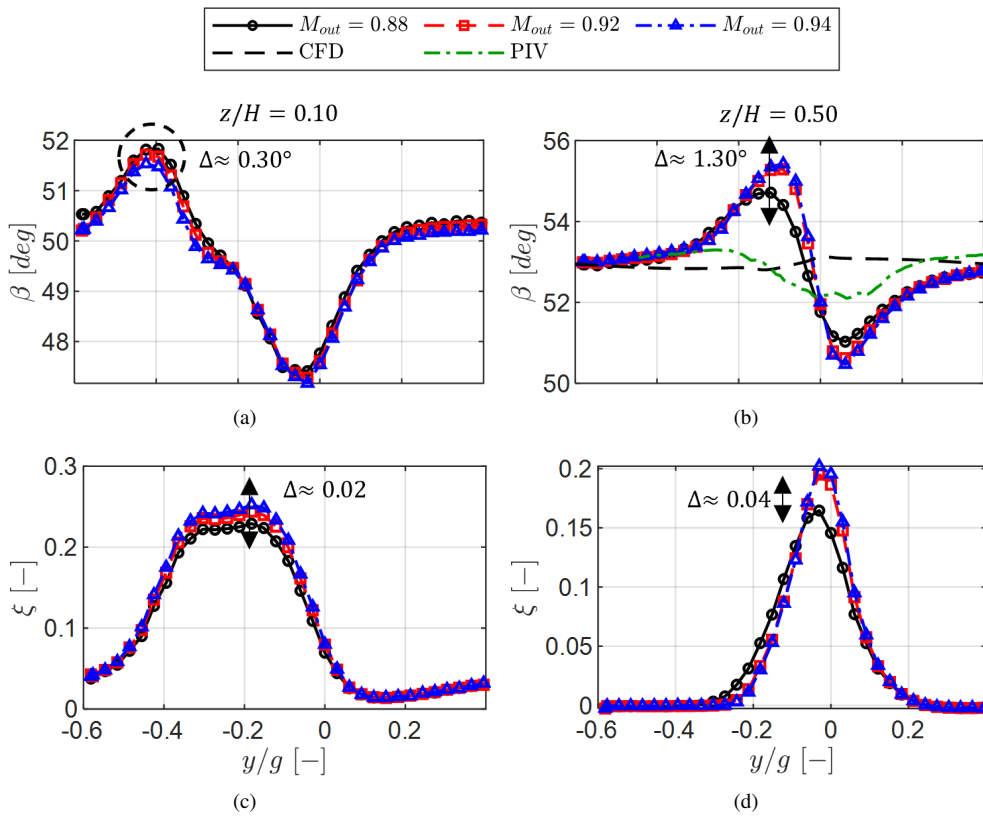 M_out = 0.88 M_out = 0.92 M_out = 0.94
CFD PIV
z/H = 0.10
z/H = 0.50
52
51
50
49
48
β [deg]
Δ≈ 0.30°
(a)
56
54
52
50
β [deg]
Δ≈ 1.30°
(b)
0.3
0.2
0.1
0
ξ [−]
Δ≈ 0.02
-0.6 -0.4 -0.2 0 0.2
y/g [−]
(c)
0.2
0.15
0.1
0.05
0
ξ [−]
Δ≈ 0.04
-0.6 -0.4 -0.2 0 0.2
y/g [−]
(d)